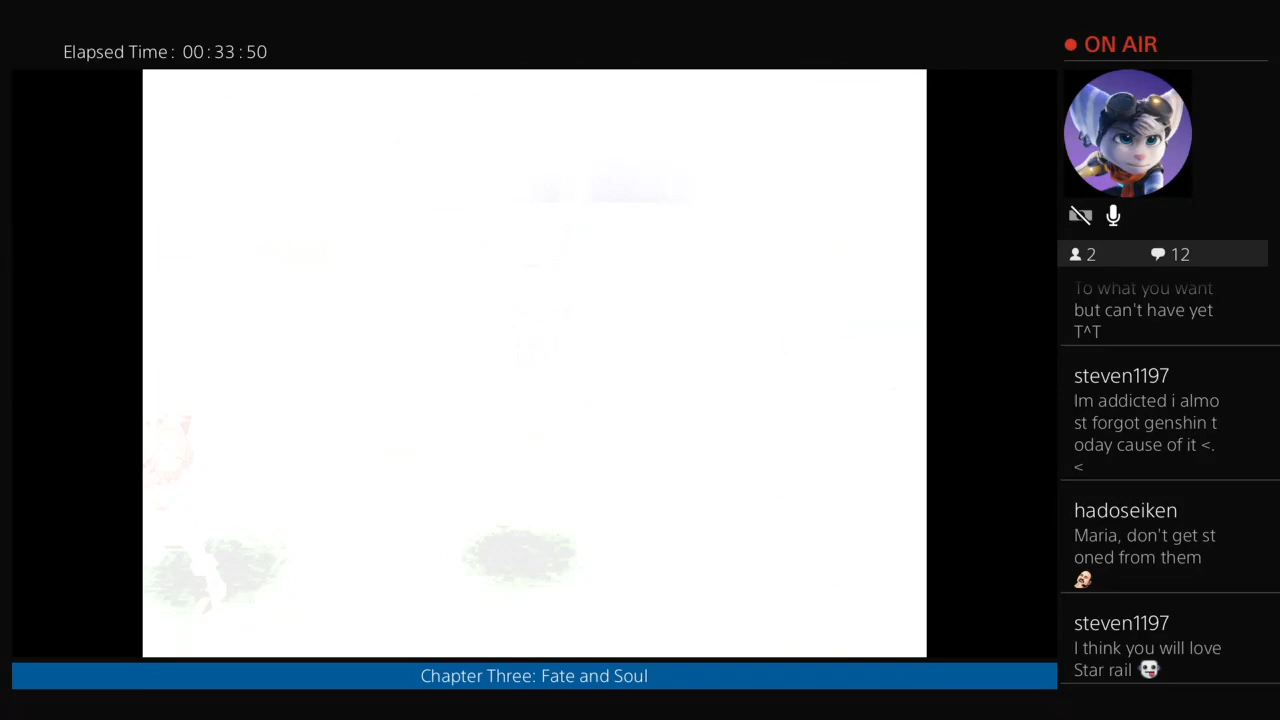 Elapsed Time: 00:33:50
ON AIR
2 12
To what you want
but can't have yet
T^T
steven1197
Im addicted i almo
st forgot genshin t
oday cause of it <.
<
hadoseiken
Maria, don't get st
oned from them
steven1197
I think you will love
Star rail
Chapter Three: Fate and Soul